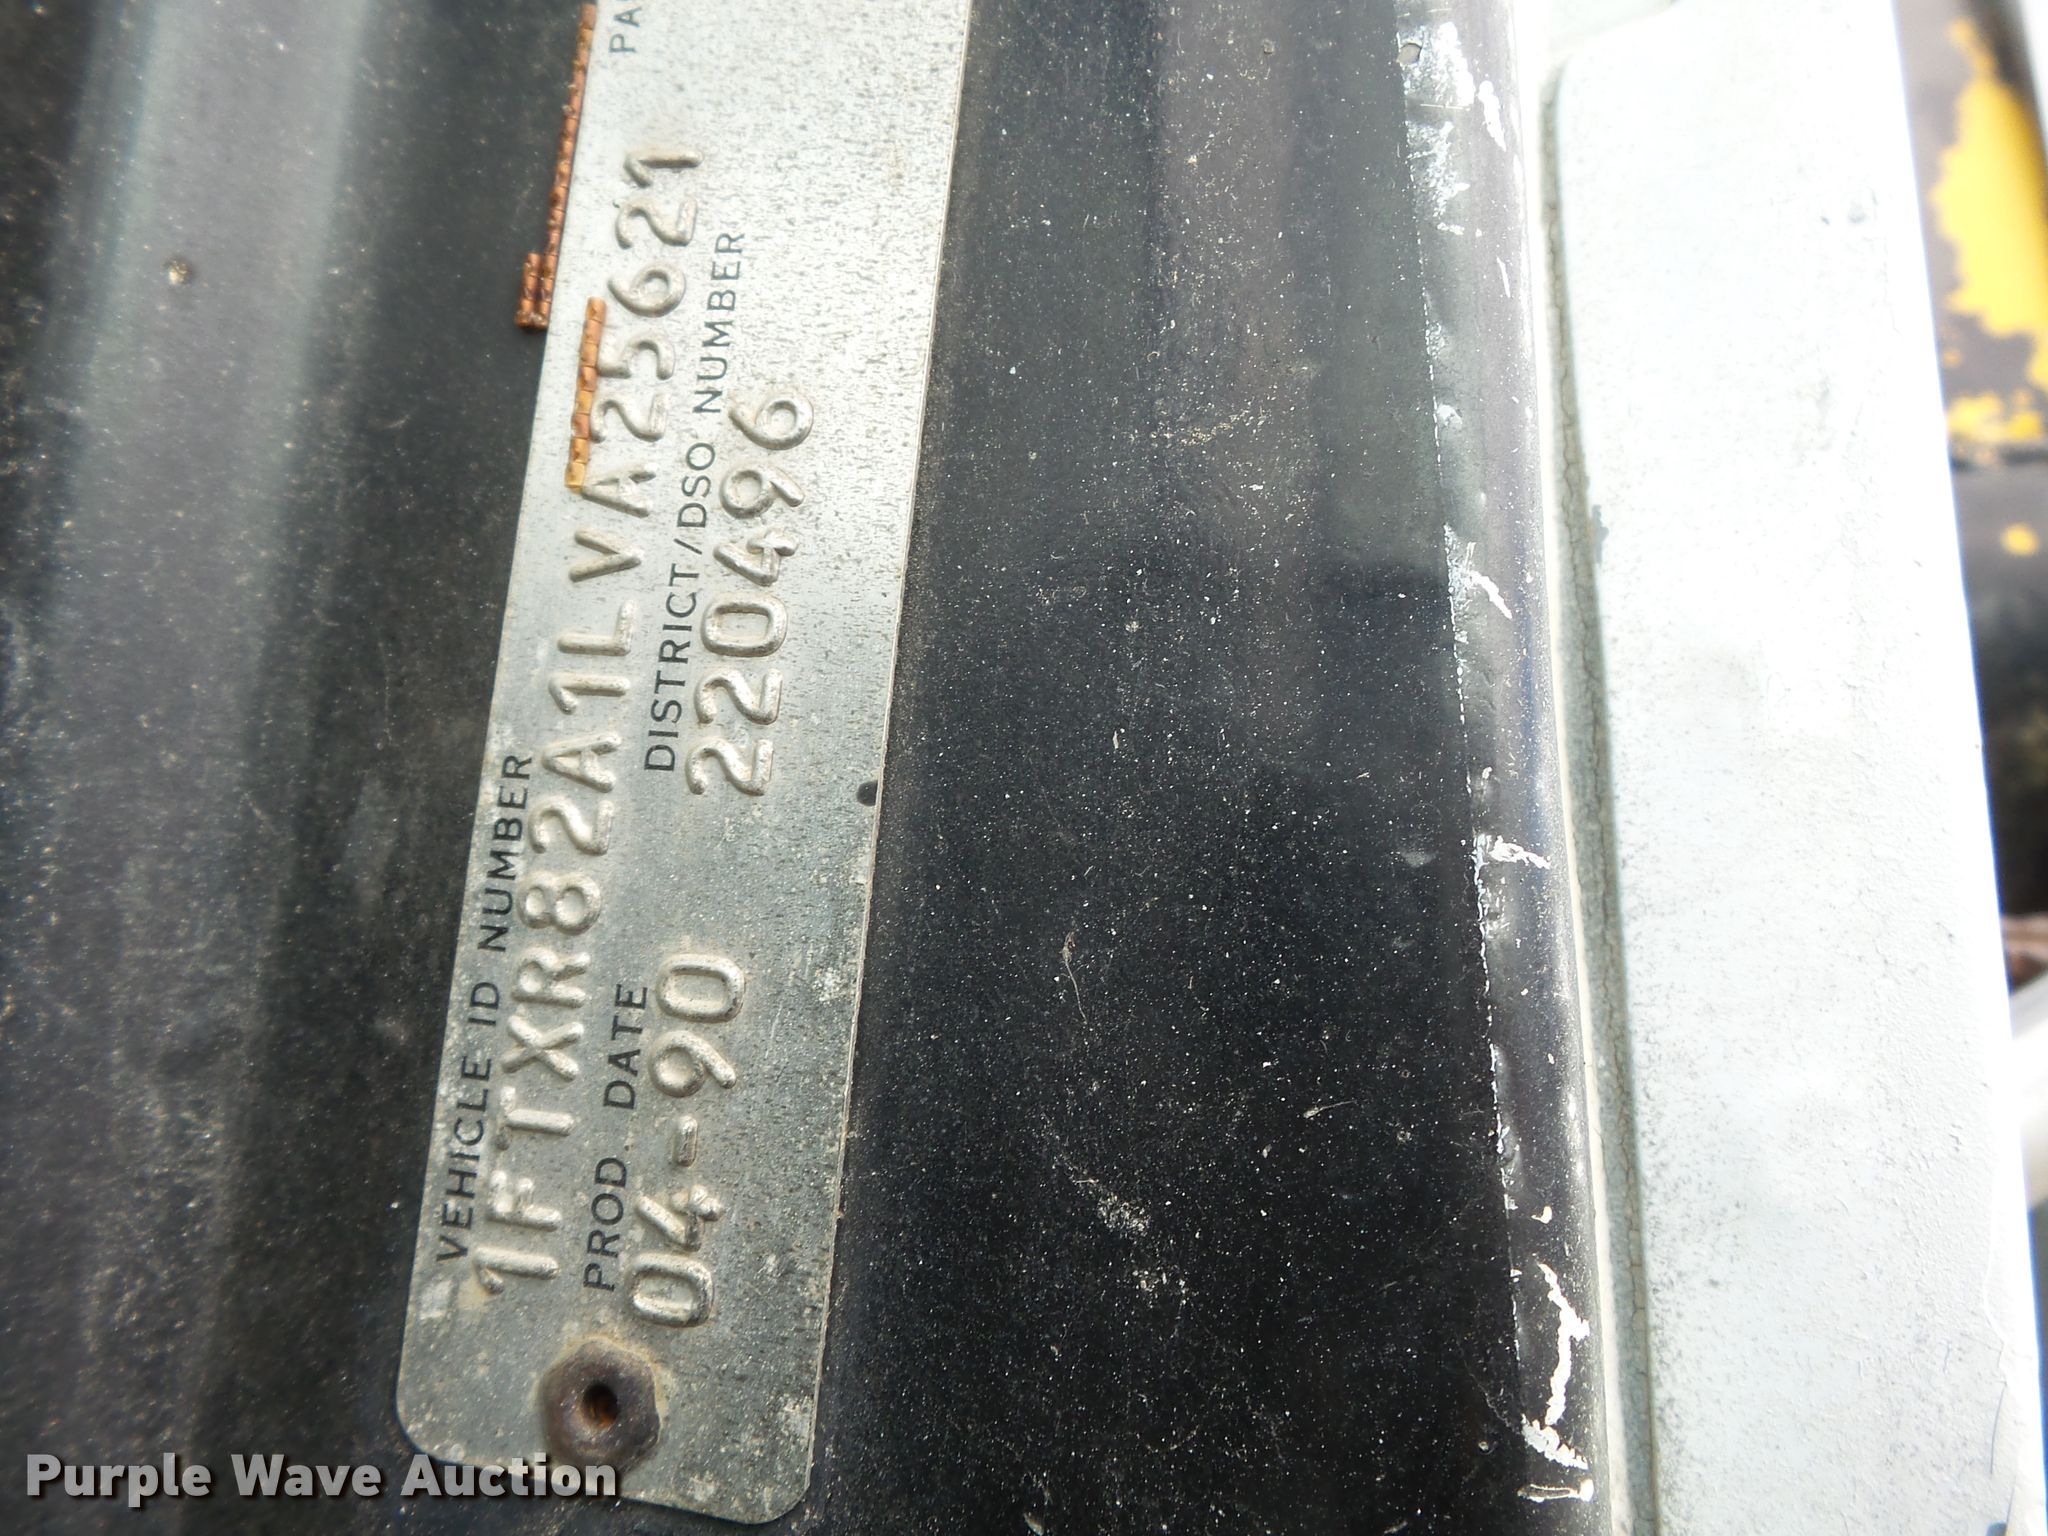 VEHICLE ID NUMBER
1FTXR82A1LVA25621
PROD. DATE
DISTRICT/DSO NUMBER
04-90
220496
Purple Wave Auction